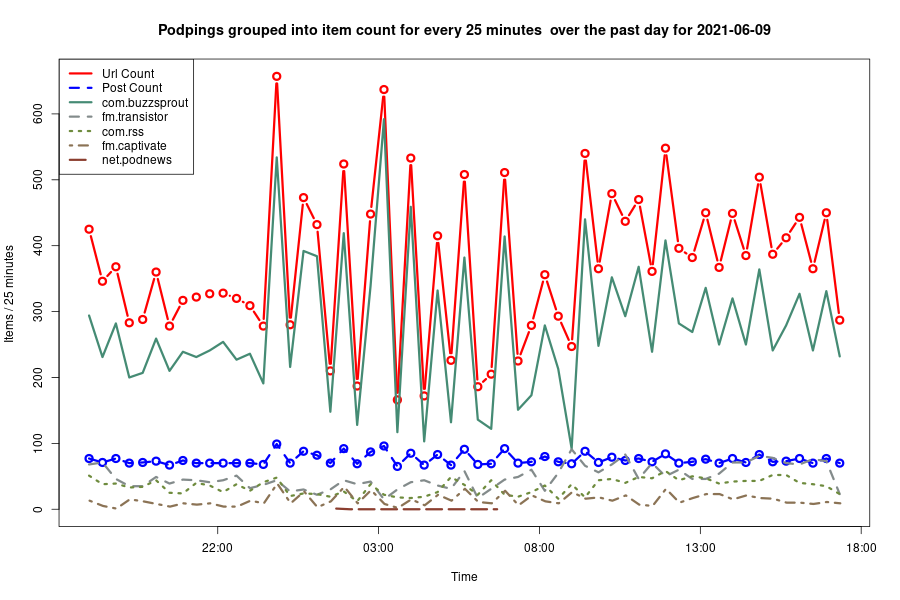 Podpings grouped into item count for every 25 minutes  over the past day for 2021-06-09
Url Count
Post Count
com.buzzsprout
fm.transistor
com.rss
fm.captivate
net.podnews
Items / 25 minutes
600
500
400
300
200
100
0
22:00
03:00
08:00
13:00
18:00
Time